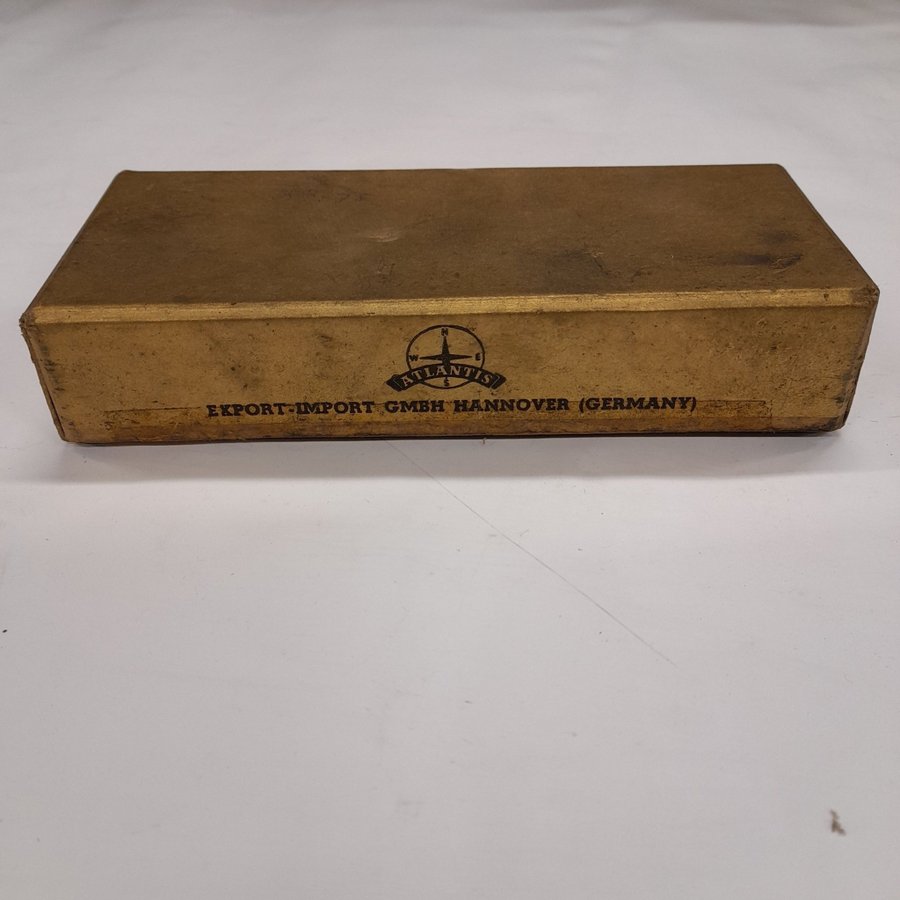 N
W E
ATLANTIS
S
EXPORT-IMPORT GMBH HANNOVER (GERMANY)